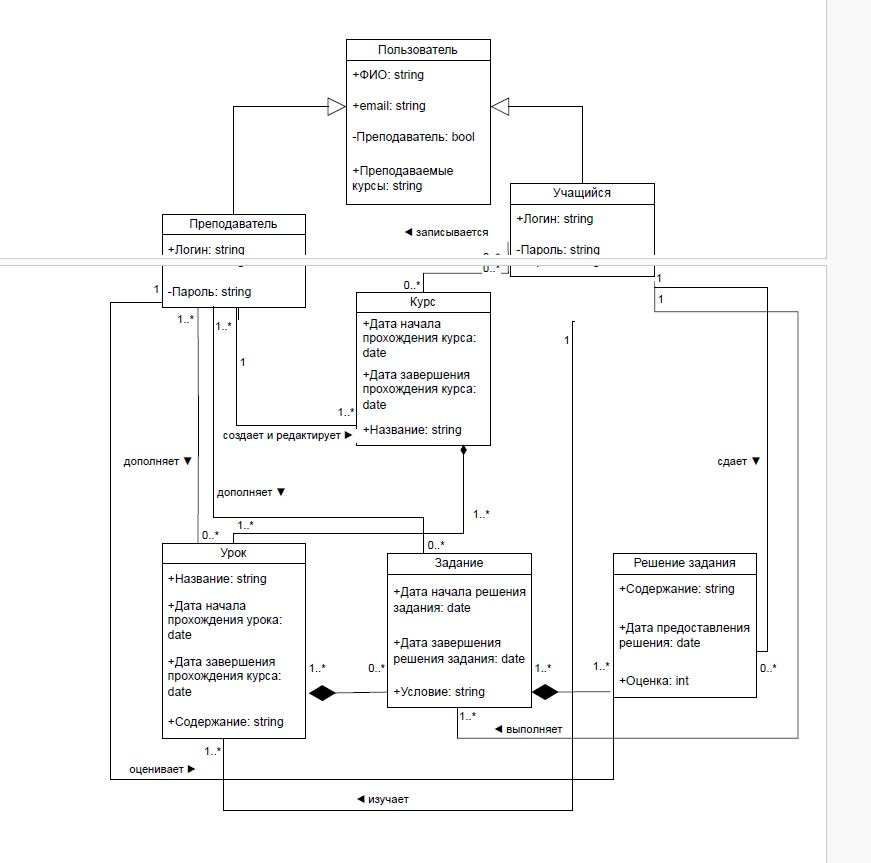 Пользователь
+ФИО: string
+email: string
-Преподаватель: bool
+Преподаваемые
курсы: string
Учащийся
+Логин: string
-Пароль: string
Преподаватель
+Логин: string
-Пароль: string
◄ записывается
0..*
0..*
1
1
1
1..*
1..*
1
Курс
+Дата начала
прохождения курса:
date
+Дата завершения
прохождения курса:
date
+Название: string
1
1..*
создает и редактирует ►
дополняет ▼
сдает ▼
дополняет ▼
1..*
1..*
0..*
0..*
Урок
+Название: string
+Дата начала
прохождения урока:
date
+Дата завершения
прохождения курса:
date
+Содержание: string
Задание
+Дата начала решения
задания: date
+Дата завершения
решения задания: date
+Условие: string
Решение задания
+Содержание: string
+Дата предоставления
решения: date
+Оценка: int
1..*
0..*
1..*
1..*
0..*
1..*
◄ выполняет
1..*
оценивает ►
◄ изучает